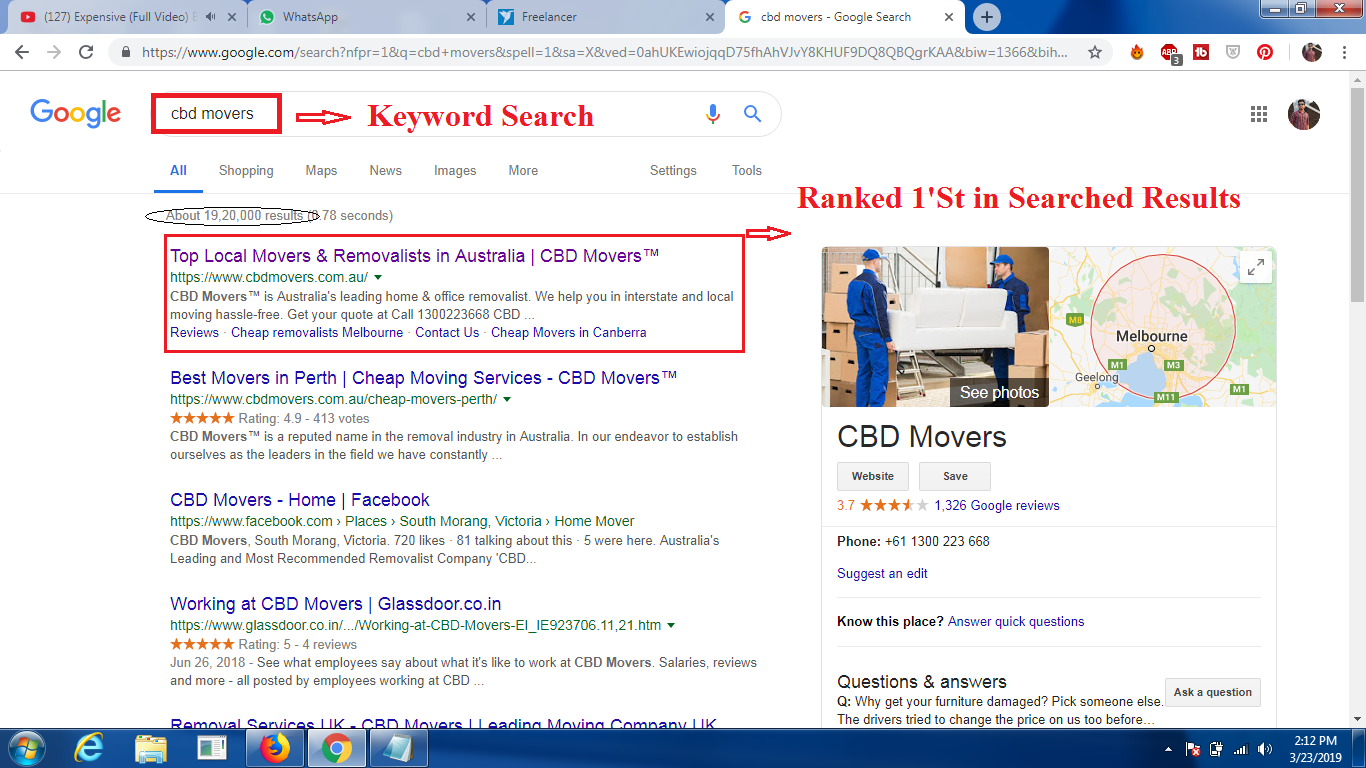 (127) Expensive (Full Video) E
WhatsApp
Freelancer
cbd movers - Google Search
https://www.google.com/search?nfpr=1&q=cbd+movers&spell=1&sa=X&ved=0ahUKEwiojqqD75fhAhVJvY8KHUF9DQ8QBQgrKAA&biw=1366&bih...
ABP
3
tb
Google
cbd movers
Keyword Search
All
Shopping
Maps
News
Images
More
Settings
Tools
Ranked 1'St in Searched Results
About 19,20,000 results (0.78 seconds)
Top Local Movers & Removalists in Australia | CBD Movers™
https://www.cbdmovers.com.au/
CBD Movers™ is Australia's leading home & office removalist. We help you in interstate and local
moving hassle-free. Get your quote at Call 1300223668 CBD ...
Reviews · Cheap removalists Melbourne · Contact Us · Cheap Movers in Canberra
Best Movers in Perth | Cheap Moving Services - CBD Movers™
https://www.cbdmovers.com.au/cheap-movers-perth/
Rating: 4.9 - 413 votes
CBD Movers™ is a reputed name in the removal industry in Australia. In our endeavor to establish
ourselves as the leaders in the field we have constantly ...
CBD Movers - Home | Facebook
https://www.facebook.com › Places › South Morang, Victoria › Home Mover
CBD Movers, South Morang, Victoria. 720 likes · 81 talking about this · 5 were here. Australia's
Leading and Most Recommended Removalist Company 'CBD...
Working at CBD Movers | Glassdoor.co.in
https://www.glassdoor.co.in/.../Working-at-CBD-Movers-EI_IE923706.11,21.htm
Rating: 5 - 4 reviews
Jun 26, 2018 - See what employees say about what it's like to work at CBD Movers. Salaries, reviews
and more - all posted by employees working at CBD ...
Removal Services UK - CBD Movers | Leading Moving Company UK
See photos
M8
Melbourne
M1
M3
Geelong
M1
M11
CBD Movers
Website
Save
3.7
1,326 Google reviews
Phone: +61 1300 223 668
Suggest an edit
Know this place? Answer quick questions
Questions & answers
Ask a question
Q: Why get your furniture damaged? Pick someone else.
The drivers tried to change the price on us too before...
2:12 PM
3/23/2019